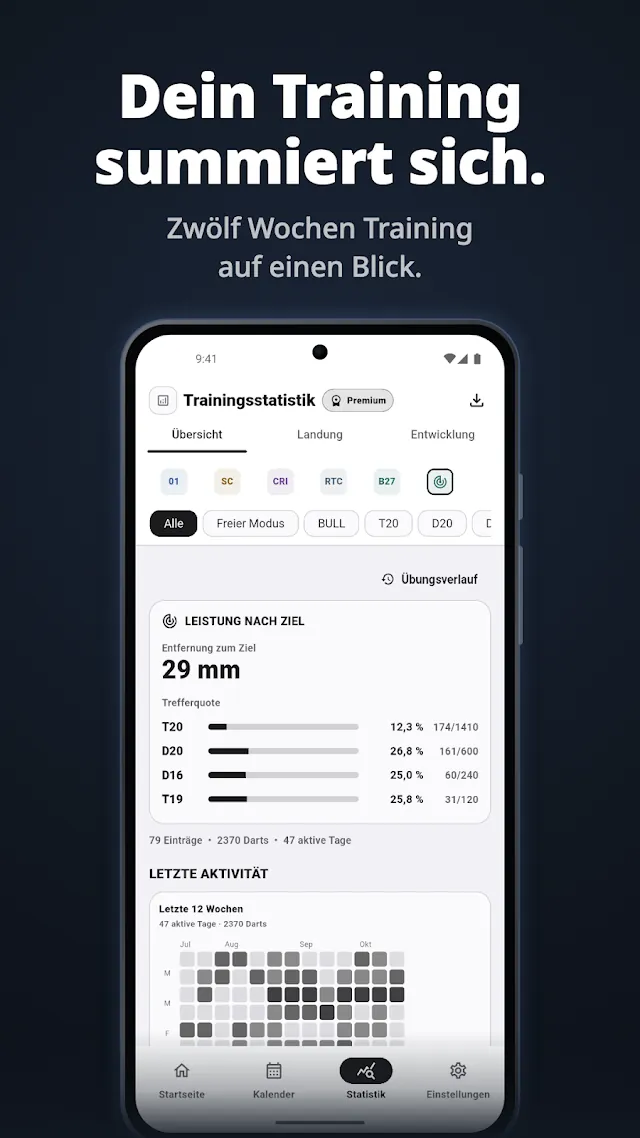 Dein Training
summiert sich.
Zwölf Wochen Training
auf einen Blick.
9:41
Trainingsstatistik Premium
Übersicht Landung Entwicklung
01 SC CRI RTC B27
Alle Freier Modus BULL T20 D20 D
Übungsverlauf
LEISTUNG NACH ZIEL
Entfernung zum Ziel
29 mm
Trefferquote
T20 12,3 % 174/1410
D20 26,8 % 161/600
D16 25,0 % 60/240
T19 25,8 % 31/120
79 Einträge • 2370 Darts • 47 aktive Tage
LETZTE AKTIVITÄT
Letzte 12 Wochen
47 aktive Tage · 2370 Darts
Jul Aug Sep Okt
M
M
F
Startseite Kalender Statistik Einstellungen